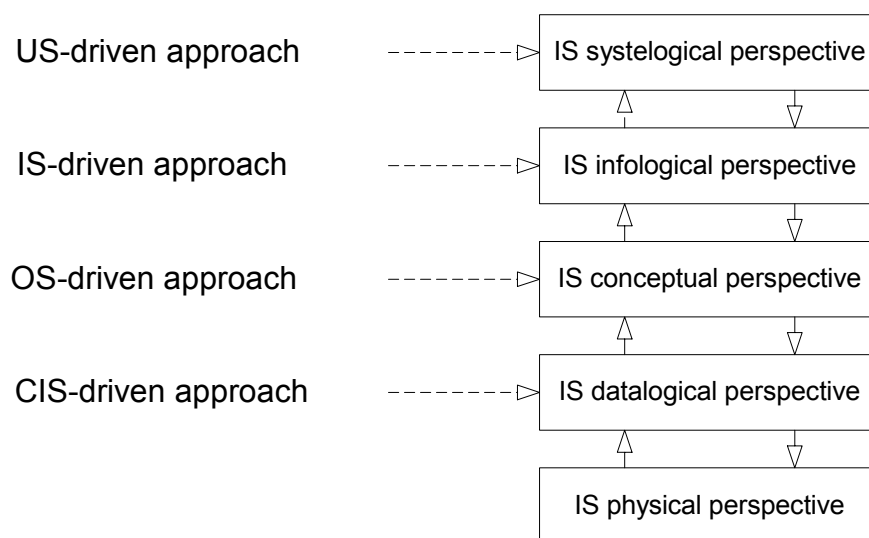 US-driven approach
IS systelogical perspective
IS-driven approach
IS infological perspective
OS-driven approach
IS conceptual perspective
CIS-driven approach
IS datalogical perspective
IS physical perspective